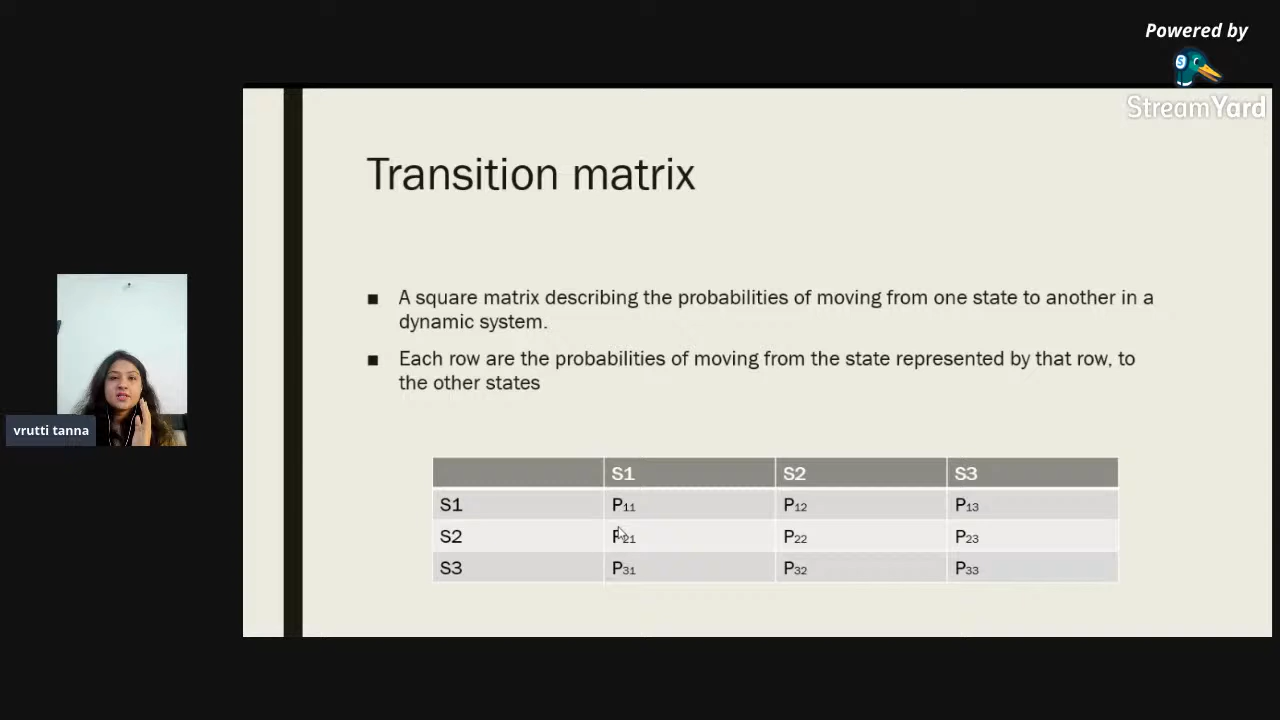 Powered by
StreamYard
Transition matrix
■ A square matrix describing the probabilities of moving from one state to another in a
dynamic system.
■ Each row are the probabilities of moving from the state represented by that row, to
the other states
vrutti tanna
S1 S2 S3
S1 P11 P12 P13
S2 P21 P22 P23
S3 P31 P32 P33